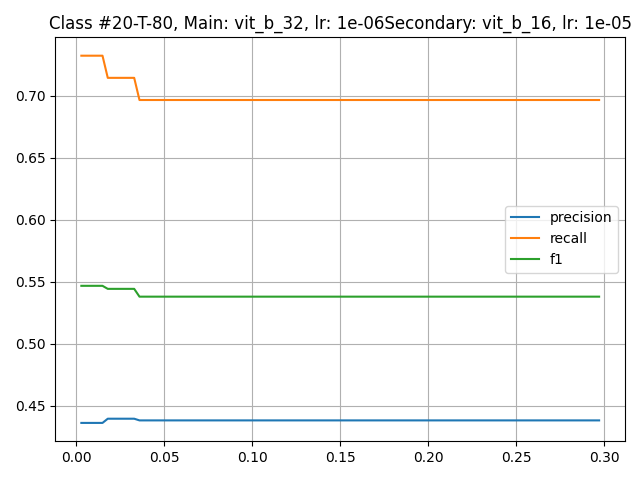 Class #20-T-80, Main: vit_b_32, lr: 1e-06Secondary: vit_b_16, lr: 1e-05
0.70
0.65
0.60
0.55
0.50
0.45
precision
recall
f1
0.00 0.05 0.10 0.15 0.20 0.25 0.30